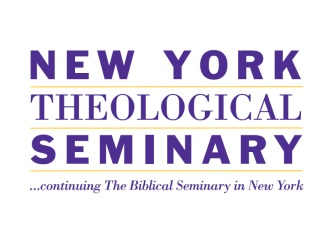 NEW YORK
THEOLOGICAL
SEMINARY
...continuing The Biblical Seminary in New York